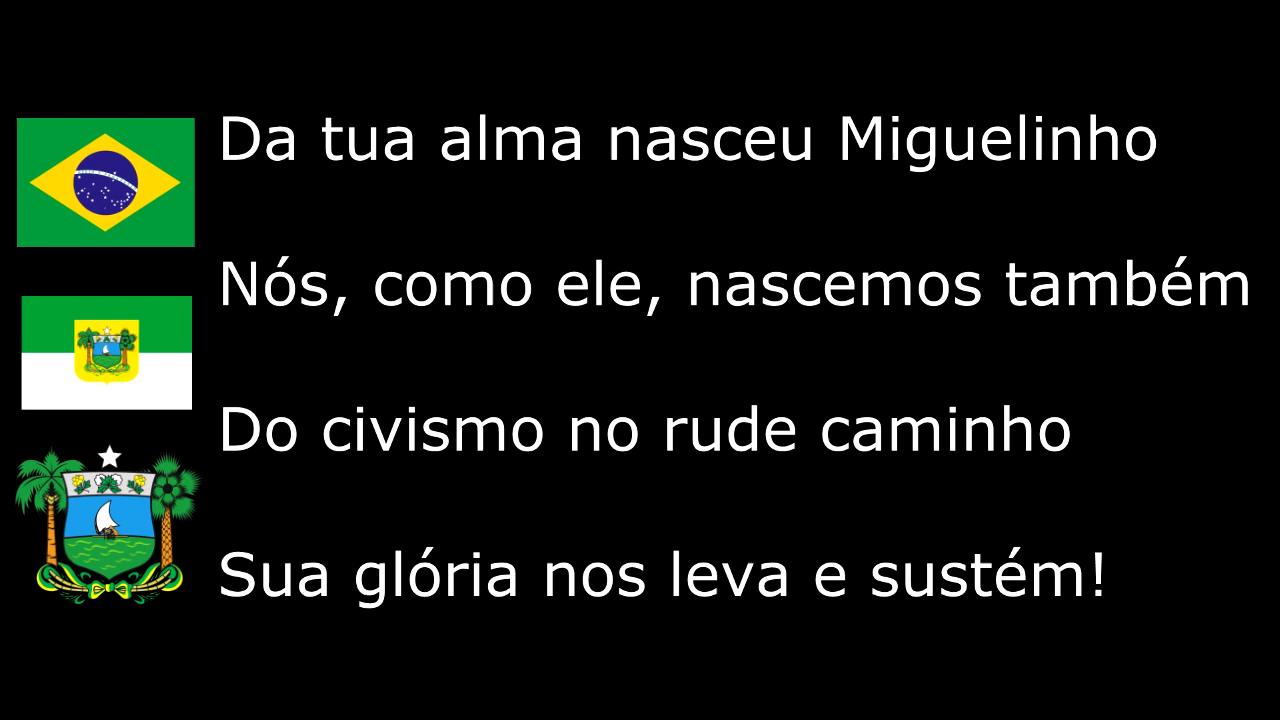 Da tua alma nasceu Miguelinho
Nós, como ele, nascemos também
Do civismo no rude caminho
Sua glória nos leva e sustém!